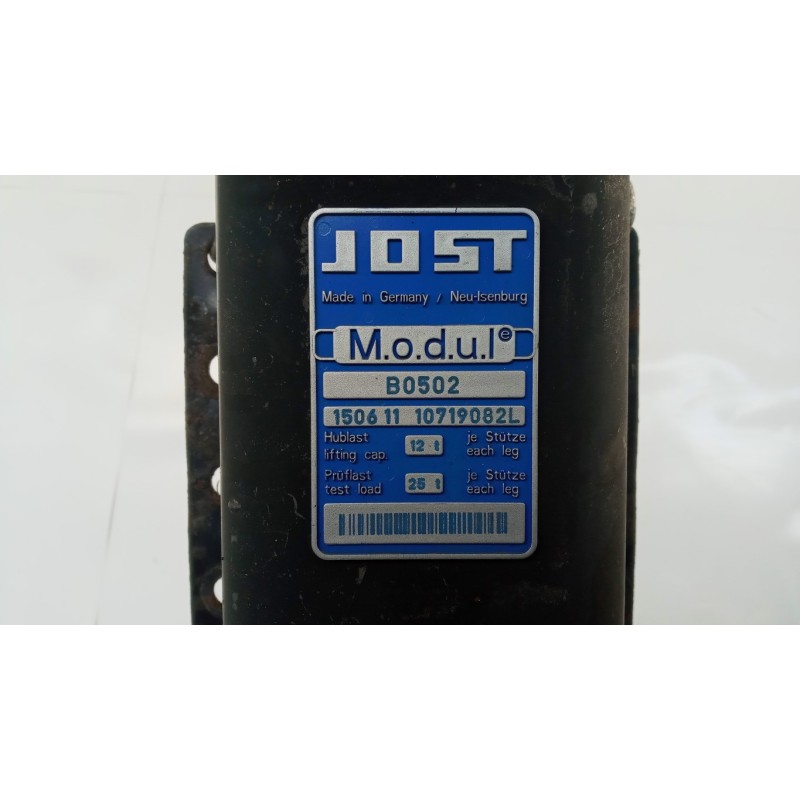 JOST
Made in Germany / Neu-Isenburg
M.o.d.u.l e
B0502
1506 11 10719082L
Hublast 12 t je Stütze
lifting cap. each leg
Prüflast 25 t je Stütze
test load each leg